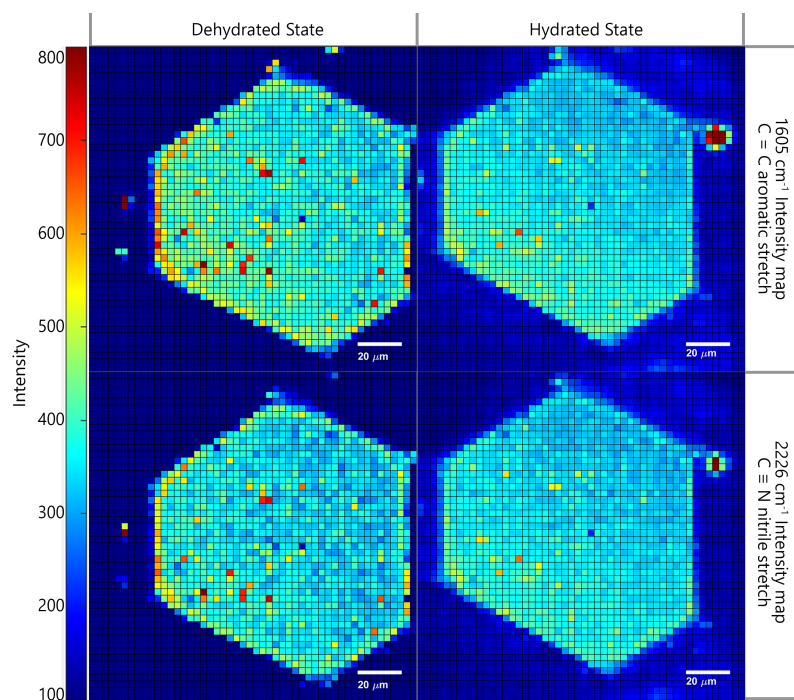 Dehydrated State
Hydrated State
800
700
600
500
400
300
200
100
Intensity
20 μm
20 μm
1605 cm⁻¹ Intensity map
C = C aromatic stretch
20 μm
20 μm
2226 cm⁻¹ Intensity map
C ≡ N nitrile stretch